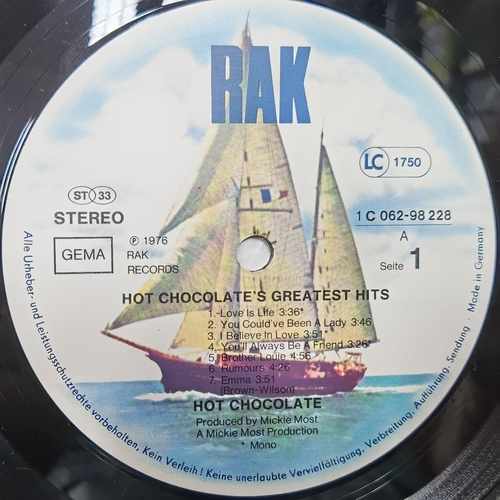 RAK
LC 1750
ST 33
STEREO
GEMA
℗ 1976
RAK
RECORDS
1 C 062-98 228
A
Seite 1
HOT CHOCOLATE'S GREATEST HITS
1. Love Is Life 3:36*
2. You Could've Been A Lady 3:46
3. I Believe In Love 3:51
4. You'll Always Be A Friend 3:26*
5. Brother Louie 4:56
6. Rumours 4:26
7. Emma 3:51
(Brown-Wilson)
HOT CHOCOLATE
Produced by Mickie Most
A Mickie Most Production
* Mono
Alle Urheber- und Leistungsschutzrechte vorbehalten, Kein Verleih! Keine unerlaubte Vervielfältigung, Verbreitung, Aufführung, Sendung
Made in Germany